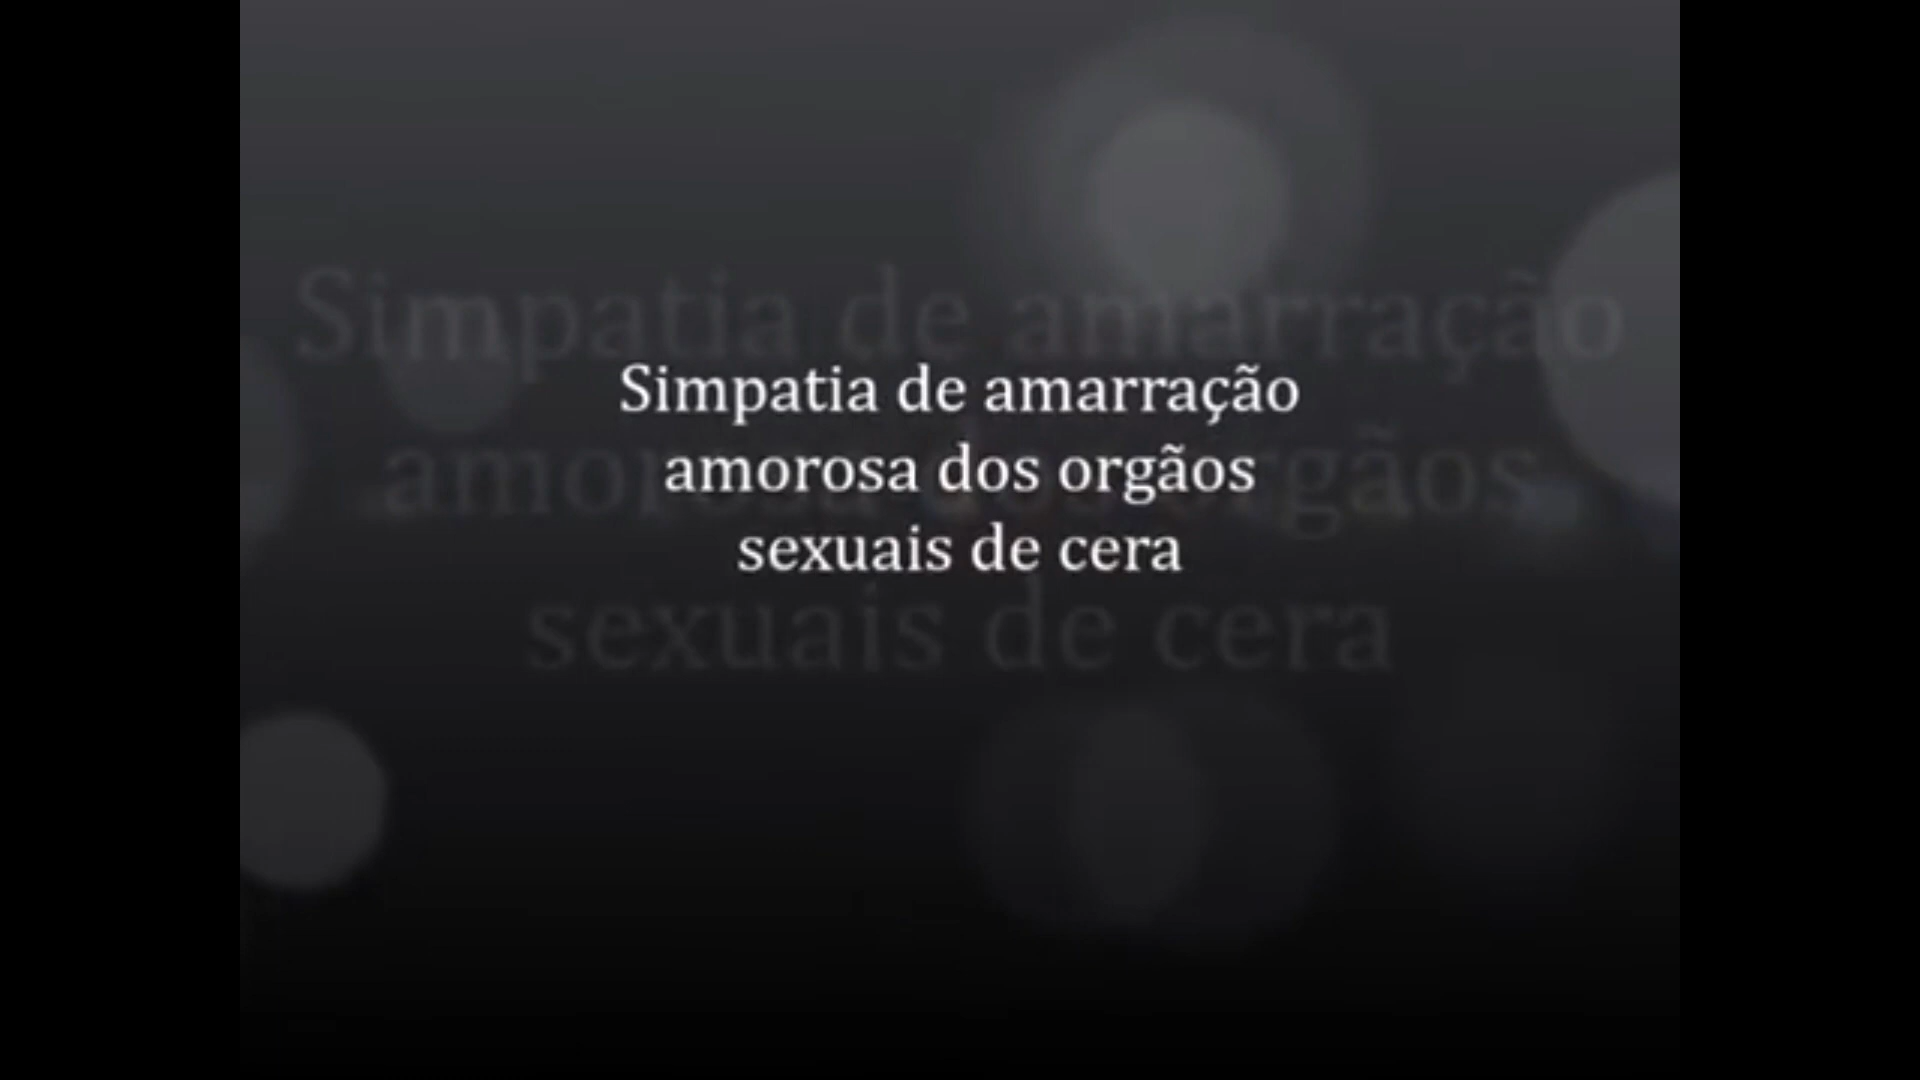 Simpatia de amarração
amorosa dos orgãos
sexuais de cera